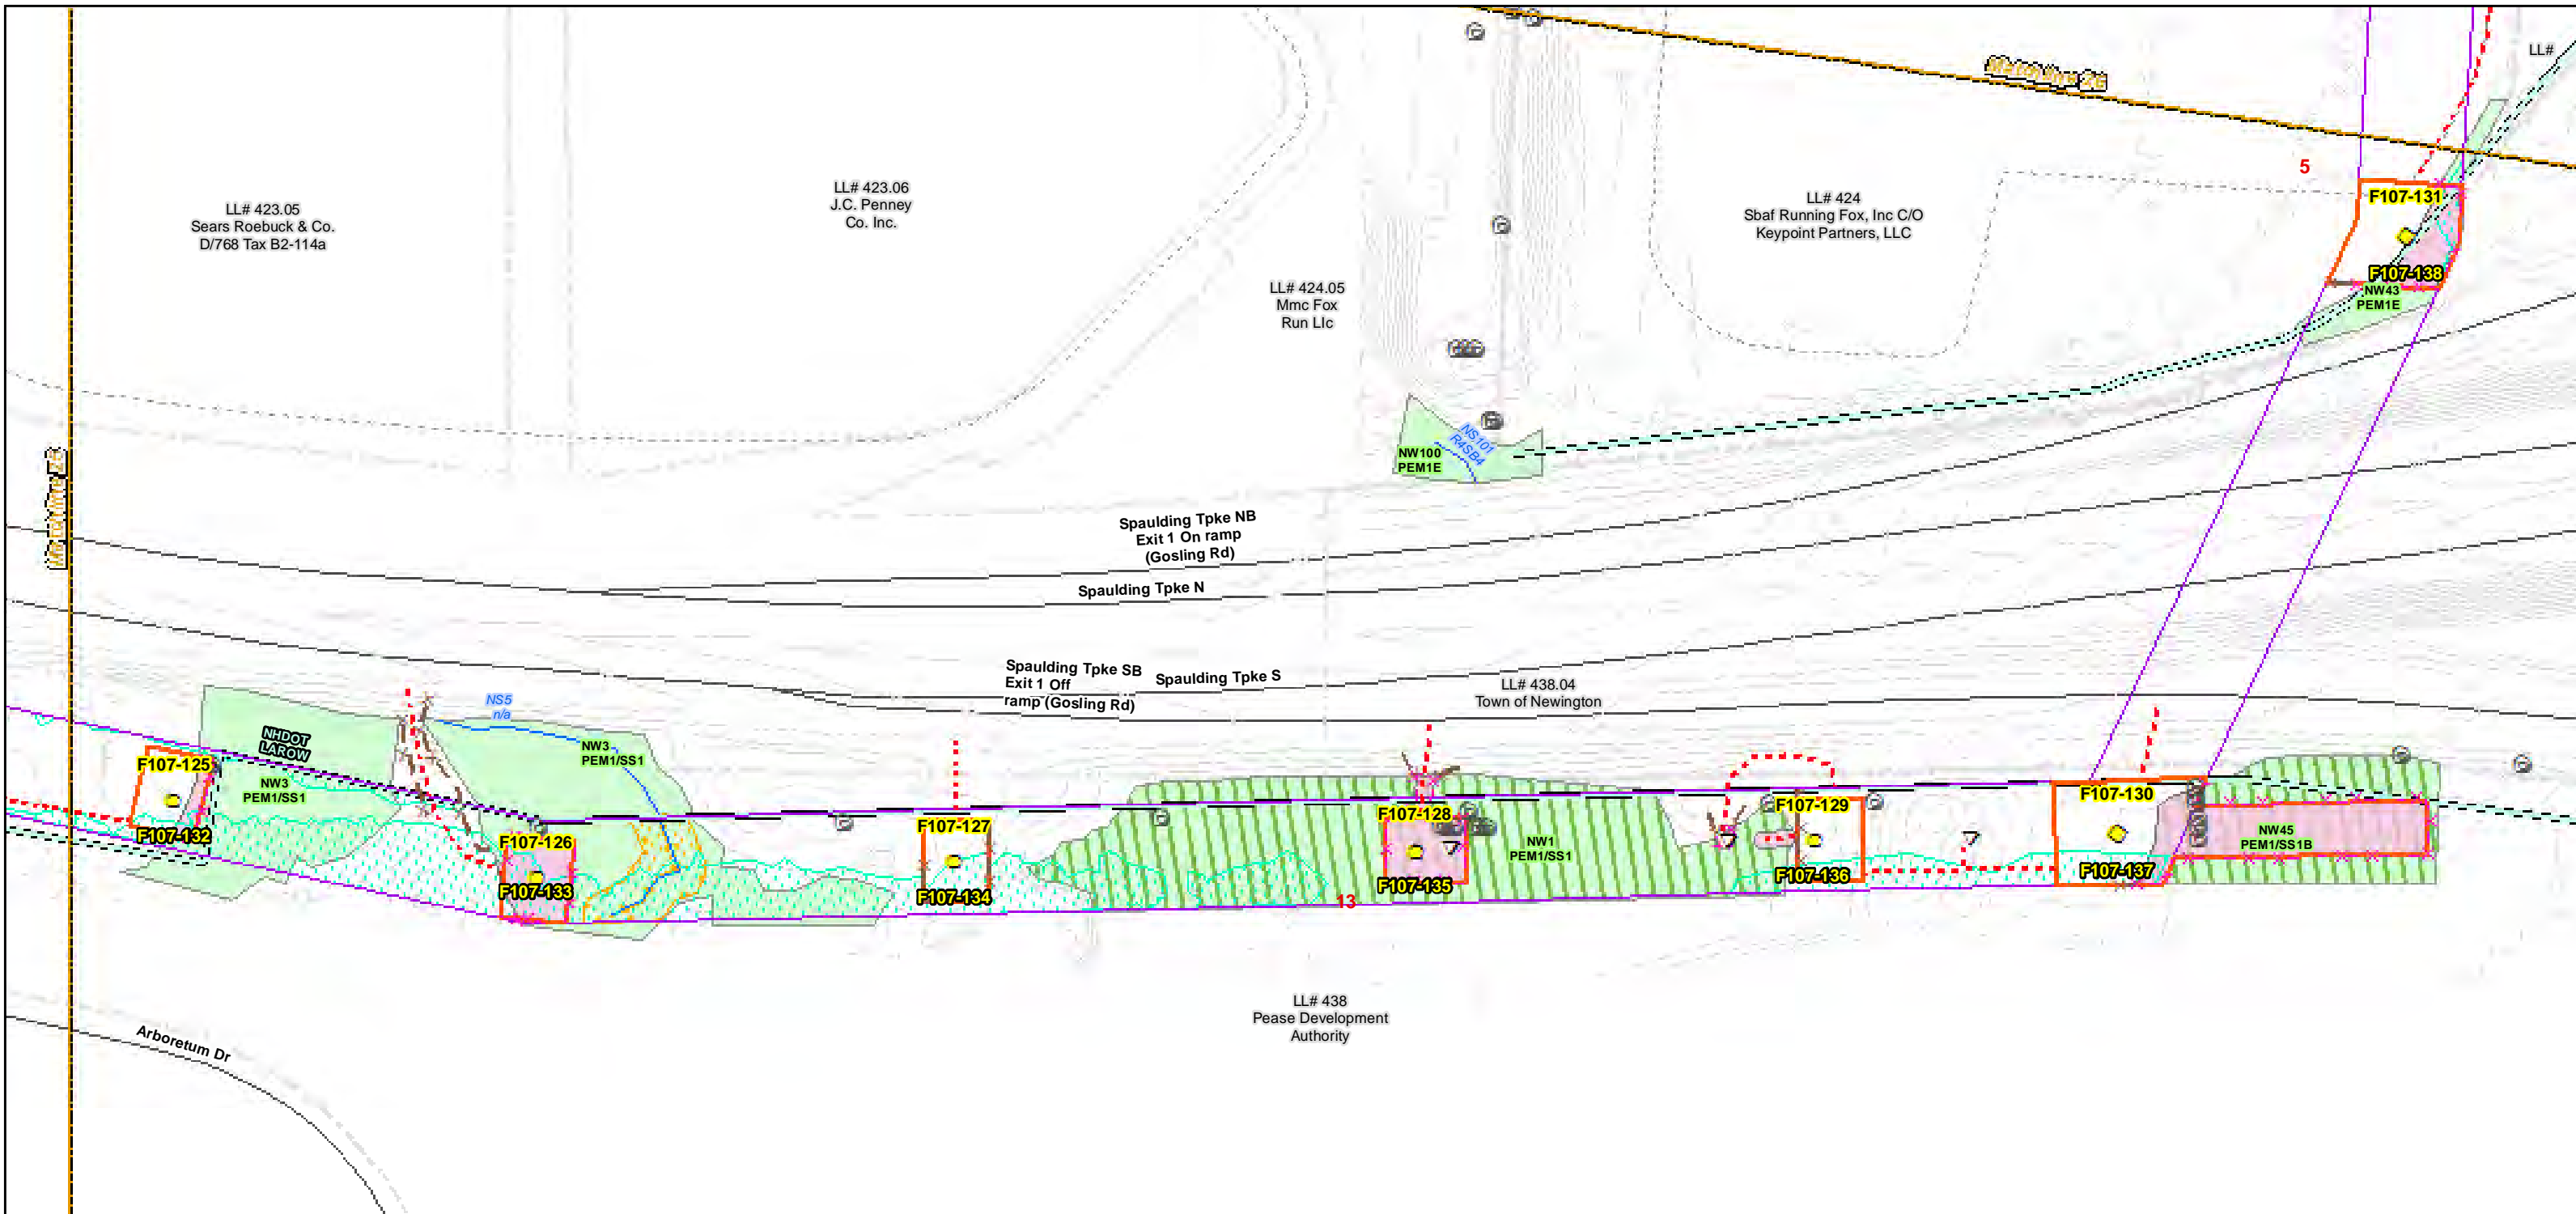 Matchline 26
LL#
5
F107-131
F107-138
NW43
PEM1E
LL# 423.05
Sears Roebuck & Co.
D/768 Tax B2-114a
LL# 423.06
J.C. Penney
Co. Inc.
LL# 424
Sbaf Running Fox, Inc C/O
Keypoint Partners, LLC
LL# 424.05
Mmc Fox
Run Llc
NS101
R4SB4
NW100
PEM1E
Spaulding Tpke NB
Exit 1 On ramp
(Gosling Rd)
Spaulding Tpke N
Spaulding Tpke SB
Exit 1 Off
ramp (Gosling Rd)
Spaulding Tpke S
LL# 438.04
Town of Newington
NS5
n/a
NHDOT
LAROW
NW3
PEM1/SS1
NW3
PEM1/SS1
F107-125
F107-132
F107-126
F107-133
F107-127
F107-134
F107-128
F107-135
NW1
PEM1/SS1
F107-129
F107-136
F107-130
F107-137
NW45
PEM1/SS1B
13
LL# 438
Pease Development
Authority
Arboretum Dr